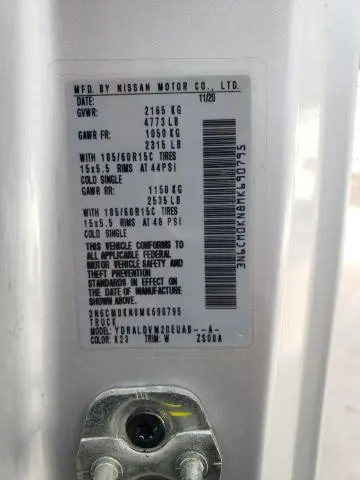 MFD. BY NISSAN MOTOR CO., LTD.
DATE: 11/20
GVWR: 2165 KG
4773 LB
GAWR FR: 1050 KG
2315 LB
WITH 185/60R15C TIRES
15x5.5 RIMS AT 44PSI
COLD SINGLE
GAWR RR: 1150 KG
2535 LB
WITH 185/60R15C TIRES
15x5.5 RIMS AT 48 PSI
COLD SINGLE
THIS VEHICLE CONFORMS TO
ALL APPLICABLE FEDERAL
MOTOR VEHICLE SAFETY
AND THEFT PREVENTION
STANDARDS IN EFFECT ON
THE DATE OF MANUFACTURE
SHOWN ABOVE.
3N6CM0KN8MK690795
TRUCK
MODEL: YDRALDVM20EUAB--A-
COLOR: K23 TRIM: W ZS00A
3N6CM0KN8MK690795